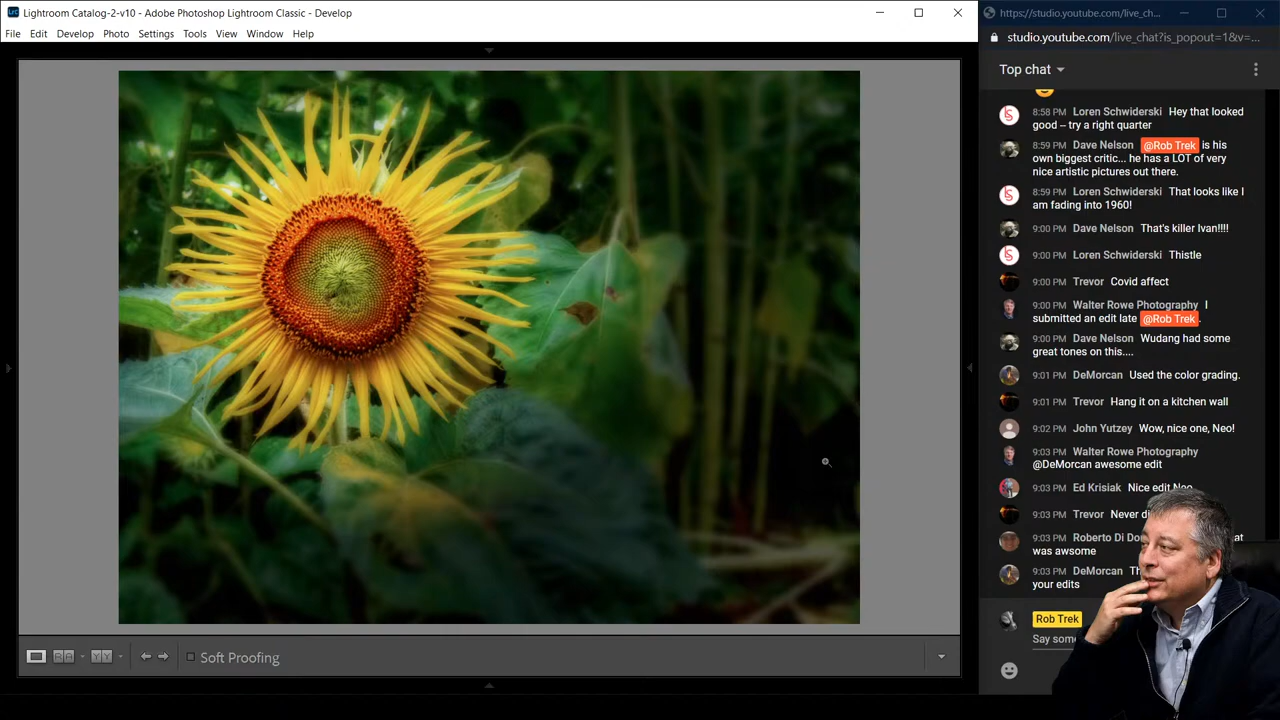 Lightroom Catalog-2-v10 - Adobe Photoshop Lightroom Classic - Develop
File Edit Develop Photo Settings Tools View Window Help
Soft Proofing
https://studio.youtube.com/live_ch...
studio.youtube.com/live_chat?is_popout=1&v=...
Top chat
8:58 PM Loren Schwiderski Hey that looked
good – try a right quarter
8:59 PM Dave Nelson @Rob Trek is his
own biggest critic... he has a LOT of very
nice artistic pictures out there.
8:59 PM Loren Schwiderski That looks like I
am fading into 1960!
9:00 PM Dave Nelson That's killer Ivan!!!!
9:00 PM Loren Schwiderski Thistle
9:00 PM Trevor Covid affect
9:00 PM Walter Rowe Photography I
submitted an edit late @Rob Trek.
9:00 PM Dave Nelson Wudang had some
great tones on this....
9:01 PM DeMorcan Used the color grading.
9:01 PM Trevor Hang it on a kitchen wall
9:02 PM John Yutzey Wow, nice one, Neo!
9:03 PM Walter Rowe Photography
@DeMorcan awesome edit
9:03 PM Ed Krisiak Nice edit Neo
9:03 PM Trevor Never
9:03 PM Roberto Di
was awsome
9:03 PM DeMorcan
your edits
Rob Trek
Say